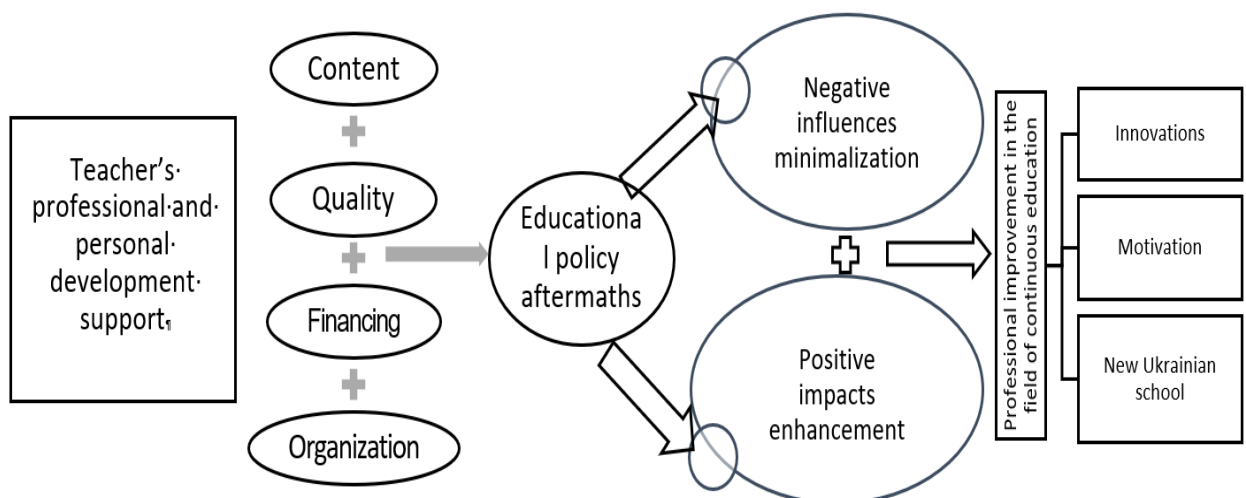 Teacher's·
professional·and·
personal·
development·
support¶
Content
Quality
Financing
Organization
Educationa
l policy
aftermaths
Negative
influences
minimalization
Positive
impacts
enhancement
Professional improvement in the
field of continuous education
Innovations
Motivation
New Ukrainian
school